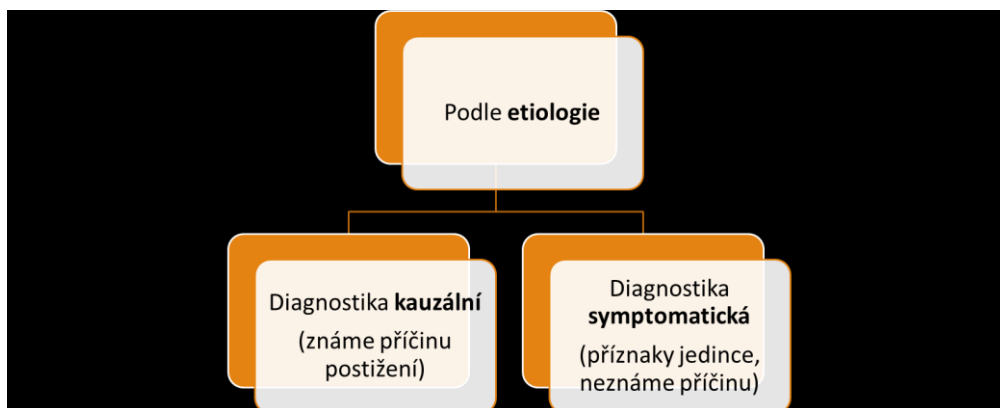 Podle etiologie
Diagnostika kauzální
(známe příčinu
postižení)
Diagnostika
symptomatická
(příznaky jedince,
neznáme příčinu)